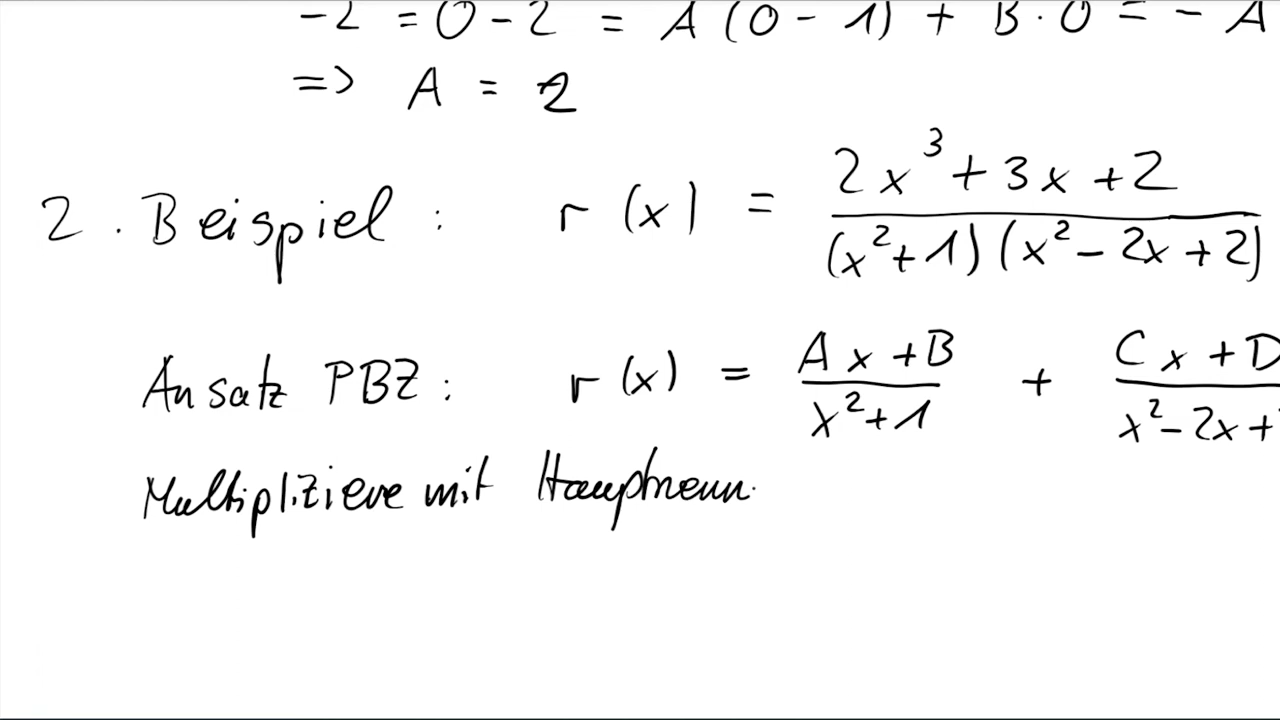 -2 = 0 - 2 = A (0 - 1) + B · 0 = - A
=> A = 2
2. Beispiel: r(x) = (2x³ + 3x + 2) / ((x² + 1)(x² - 2x + 2))
Ansatz PBZ: r(x) = (Ax + B) / (x² + 1) + (Cx + D) / (x² - 2x +
Multipliziere mit Hauptnenn.